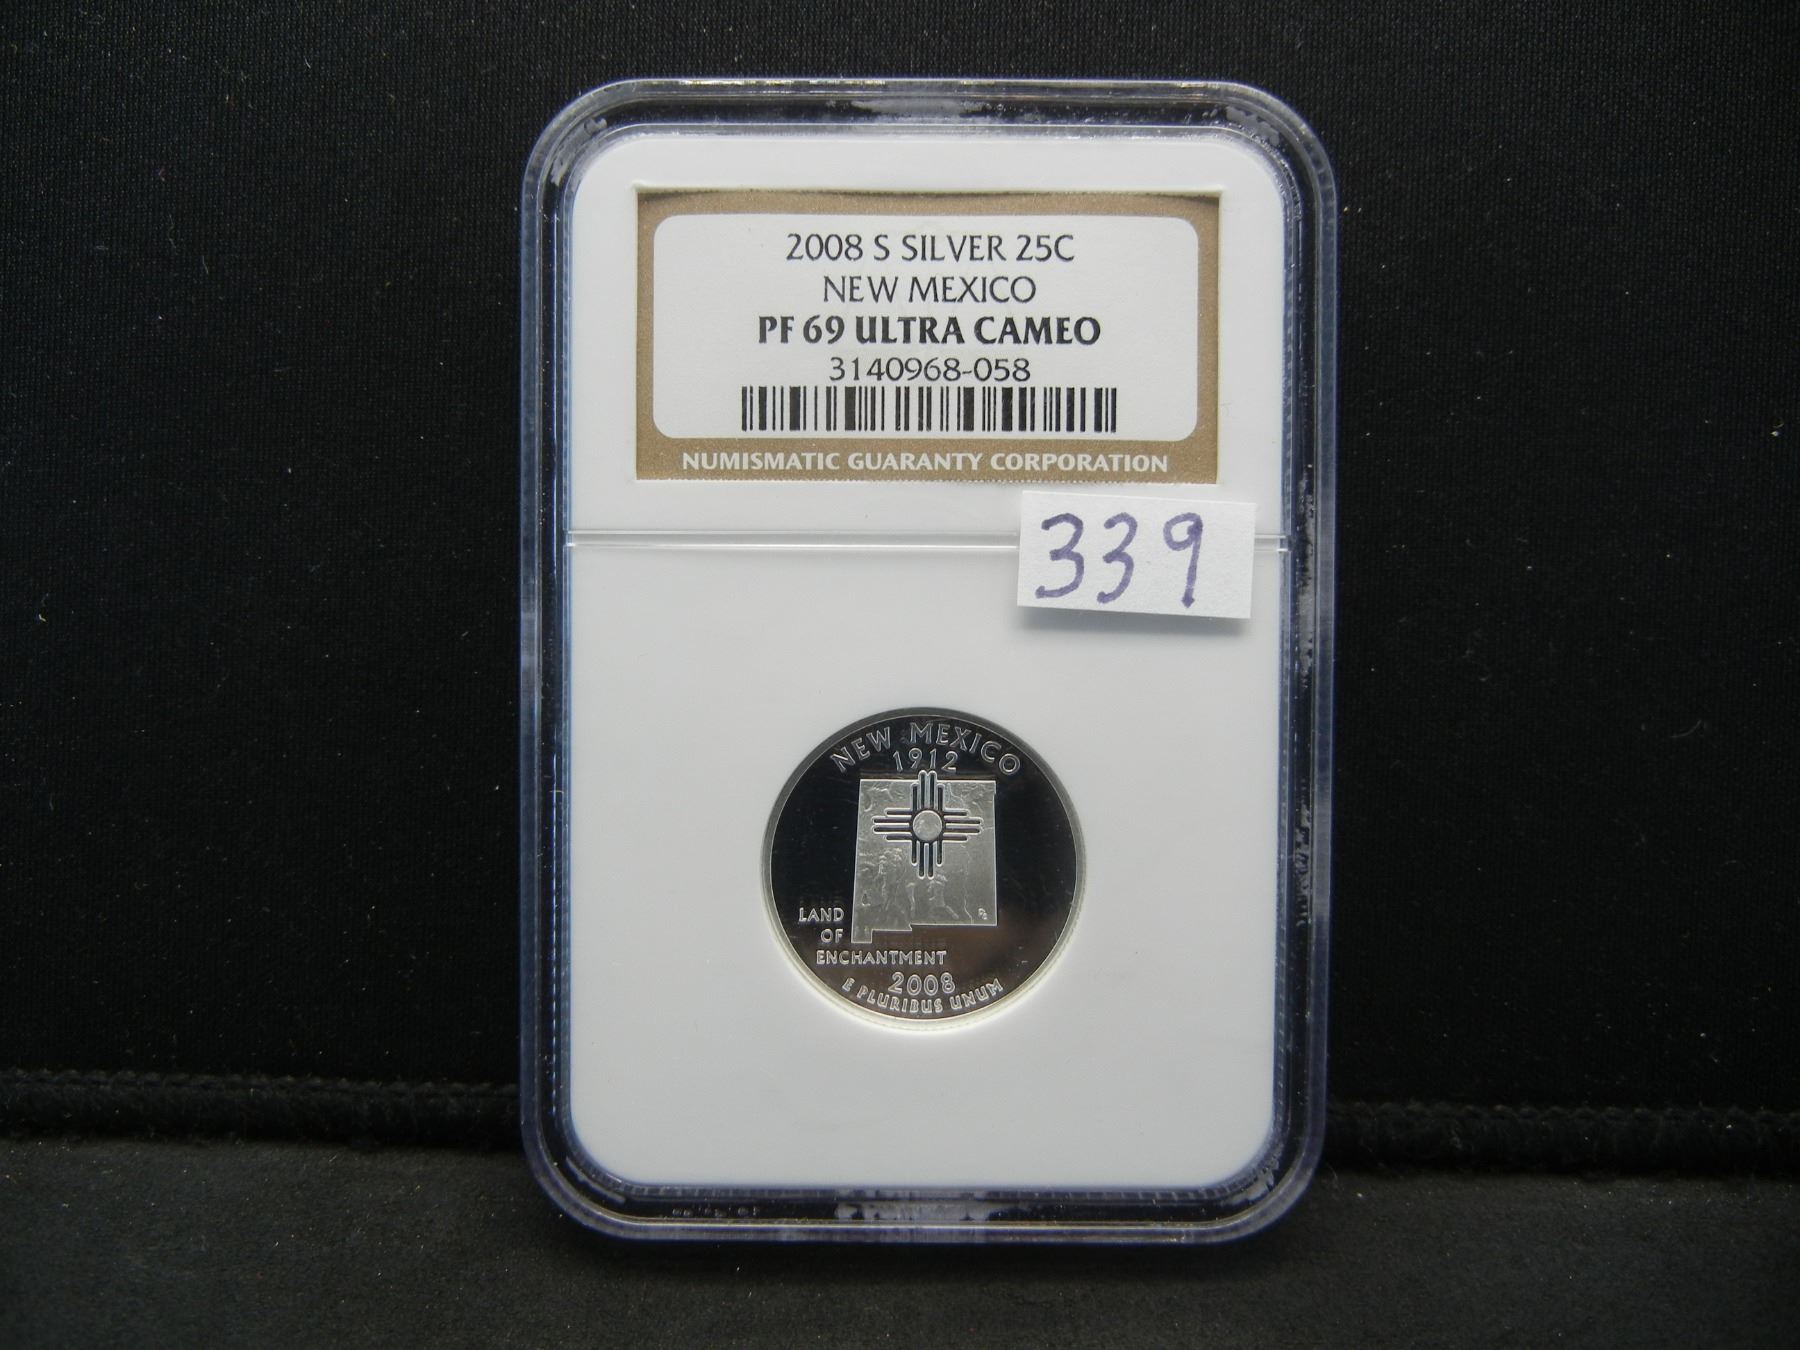 2008 S SILVER 25C
NEW MEXICO
PF 69 ULTRA CAMEO
3140968-058
NUMISMATIC GUARANTY CORPORATION
339
NEW MEXICO
1912
LAND
OF
ENCHANTMENT
2008
E PLURIBUS UNUM